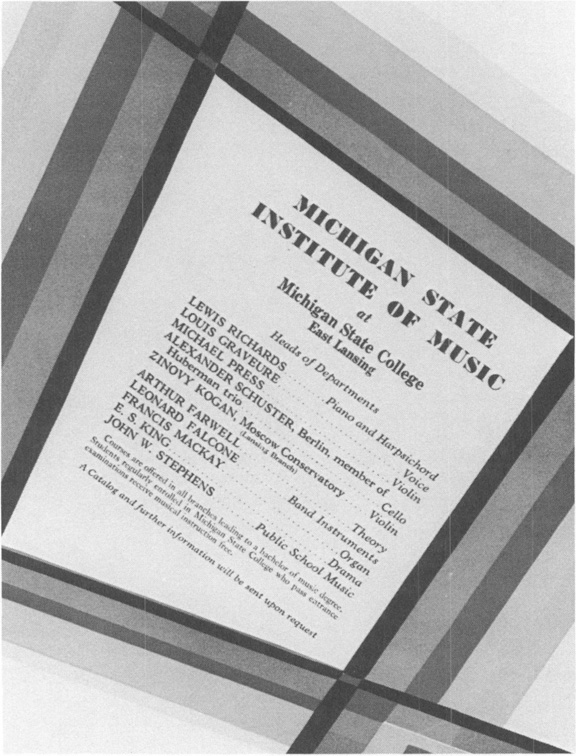 MICHIGAN STATE
INSTITUTE OF MUSIC
at
Michigan State College
East Lansing
Heads of Departments
LEWIS RICHARDS . . . . . Piano and Harpsichord
LOUIS GRAVEURE . . . . . Voice
MICHAEL PRESS . . . . . Violin
ALEXANDER SCHUSTER, Berlin, member of
Huberman trio . . . . . Cello
ZINOVY KOGAN, Moscow Conservatory . . . . . Violin
(Lansing Branch)
ARTHUR FARWELL . . . . . Theory
LEONARD FALCONE . . . . . Band Instruments
FRANCIS MACKAY . . . . . Organ
E. S. KING . . . . . Drama
JOHN W. STEPHENS . . . . . Public School Music
Courses are offered in all branches leading to a bachelor of music degree.
Students regularly enrolled in Michigan State College who pass entrance
examinations receive musical instruction free.
A Catalog and further information will be sent upon request